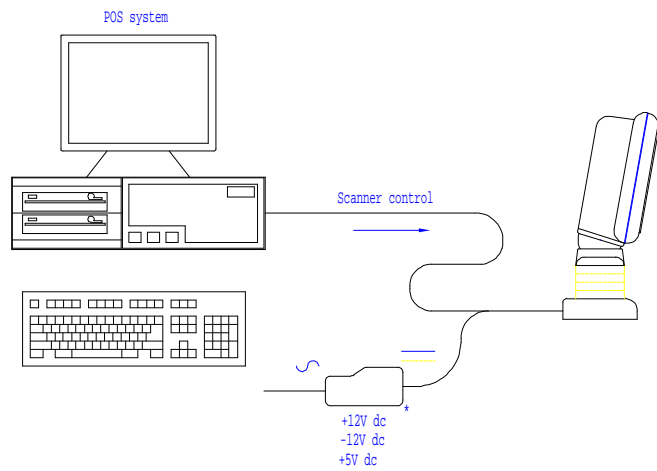 POS system
Scanner control
*
+12V dc
-12V dc
+5V dc